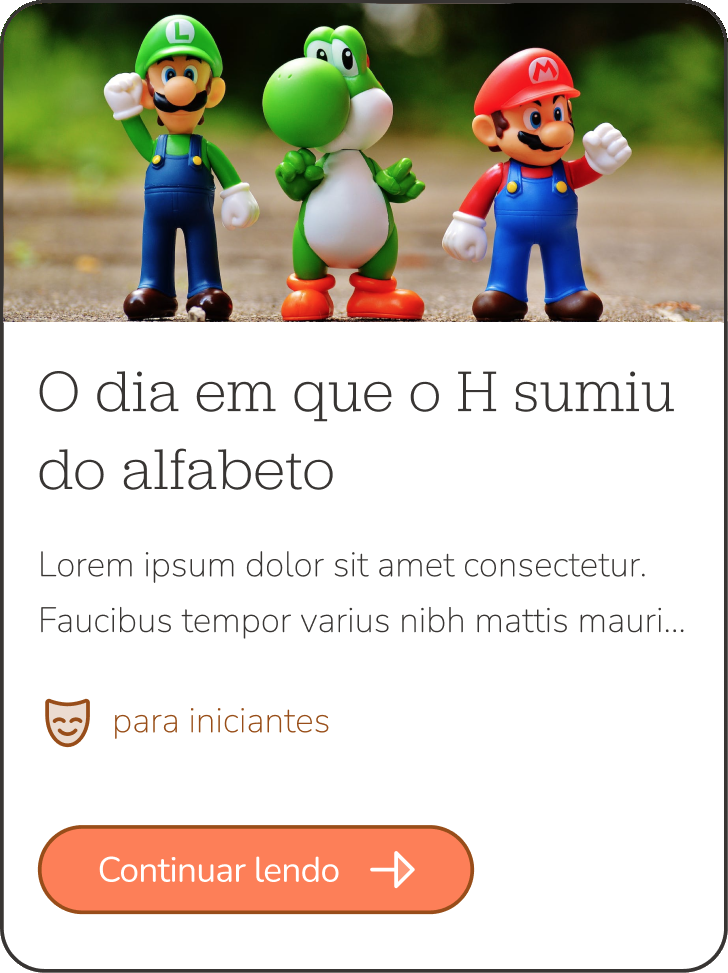 L
M
O dia em que o H sumiu
do alfabeto
Lorem ipsum dolor sit amet consectetur.
Faucibus tempor varius nibh mattis mauri...
para iniciantes
Continuar lendo